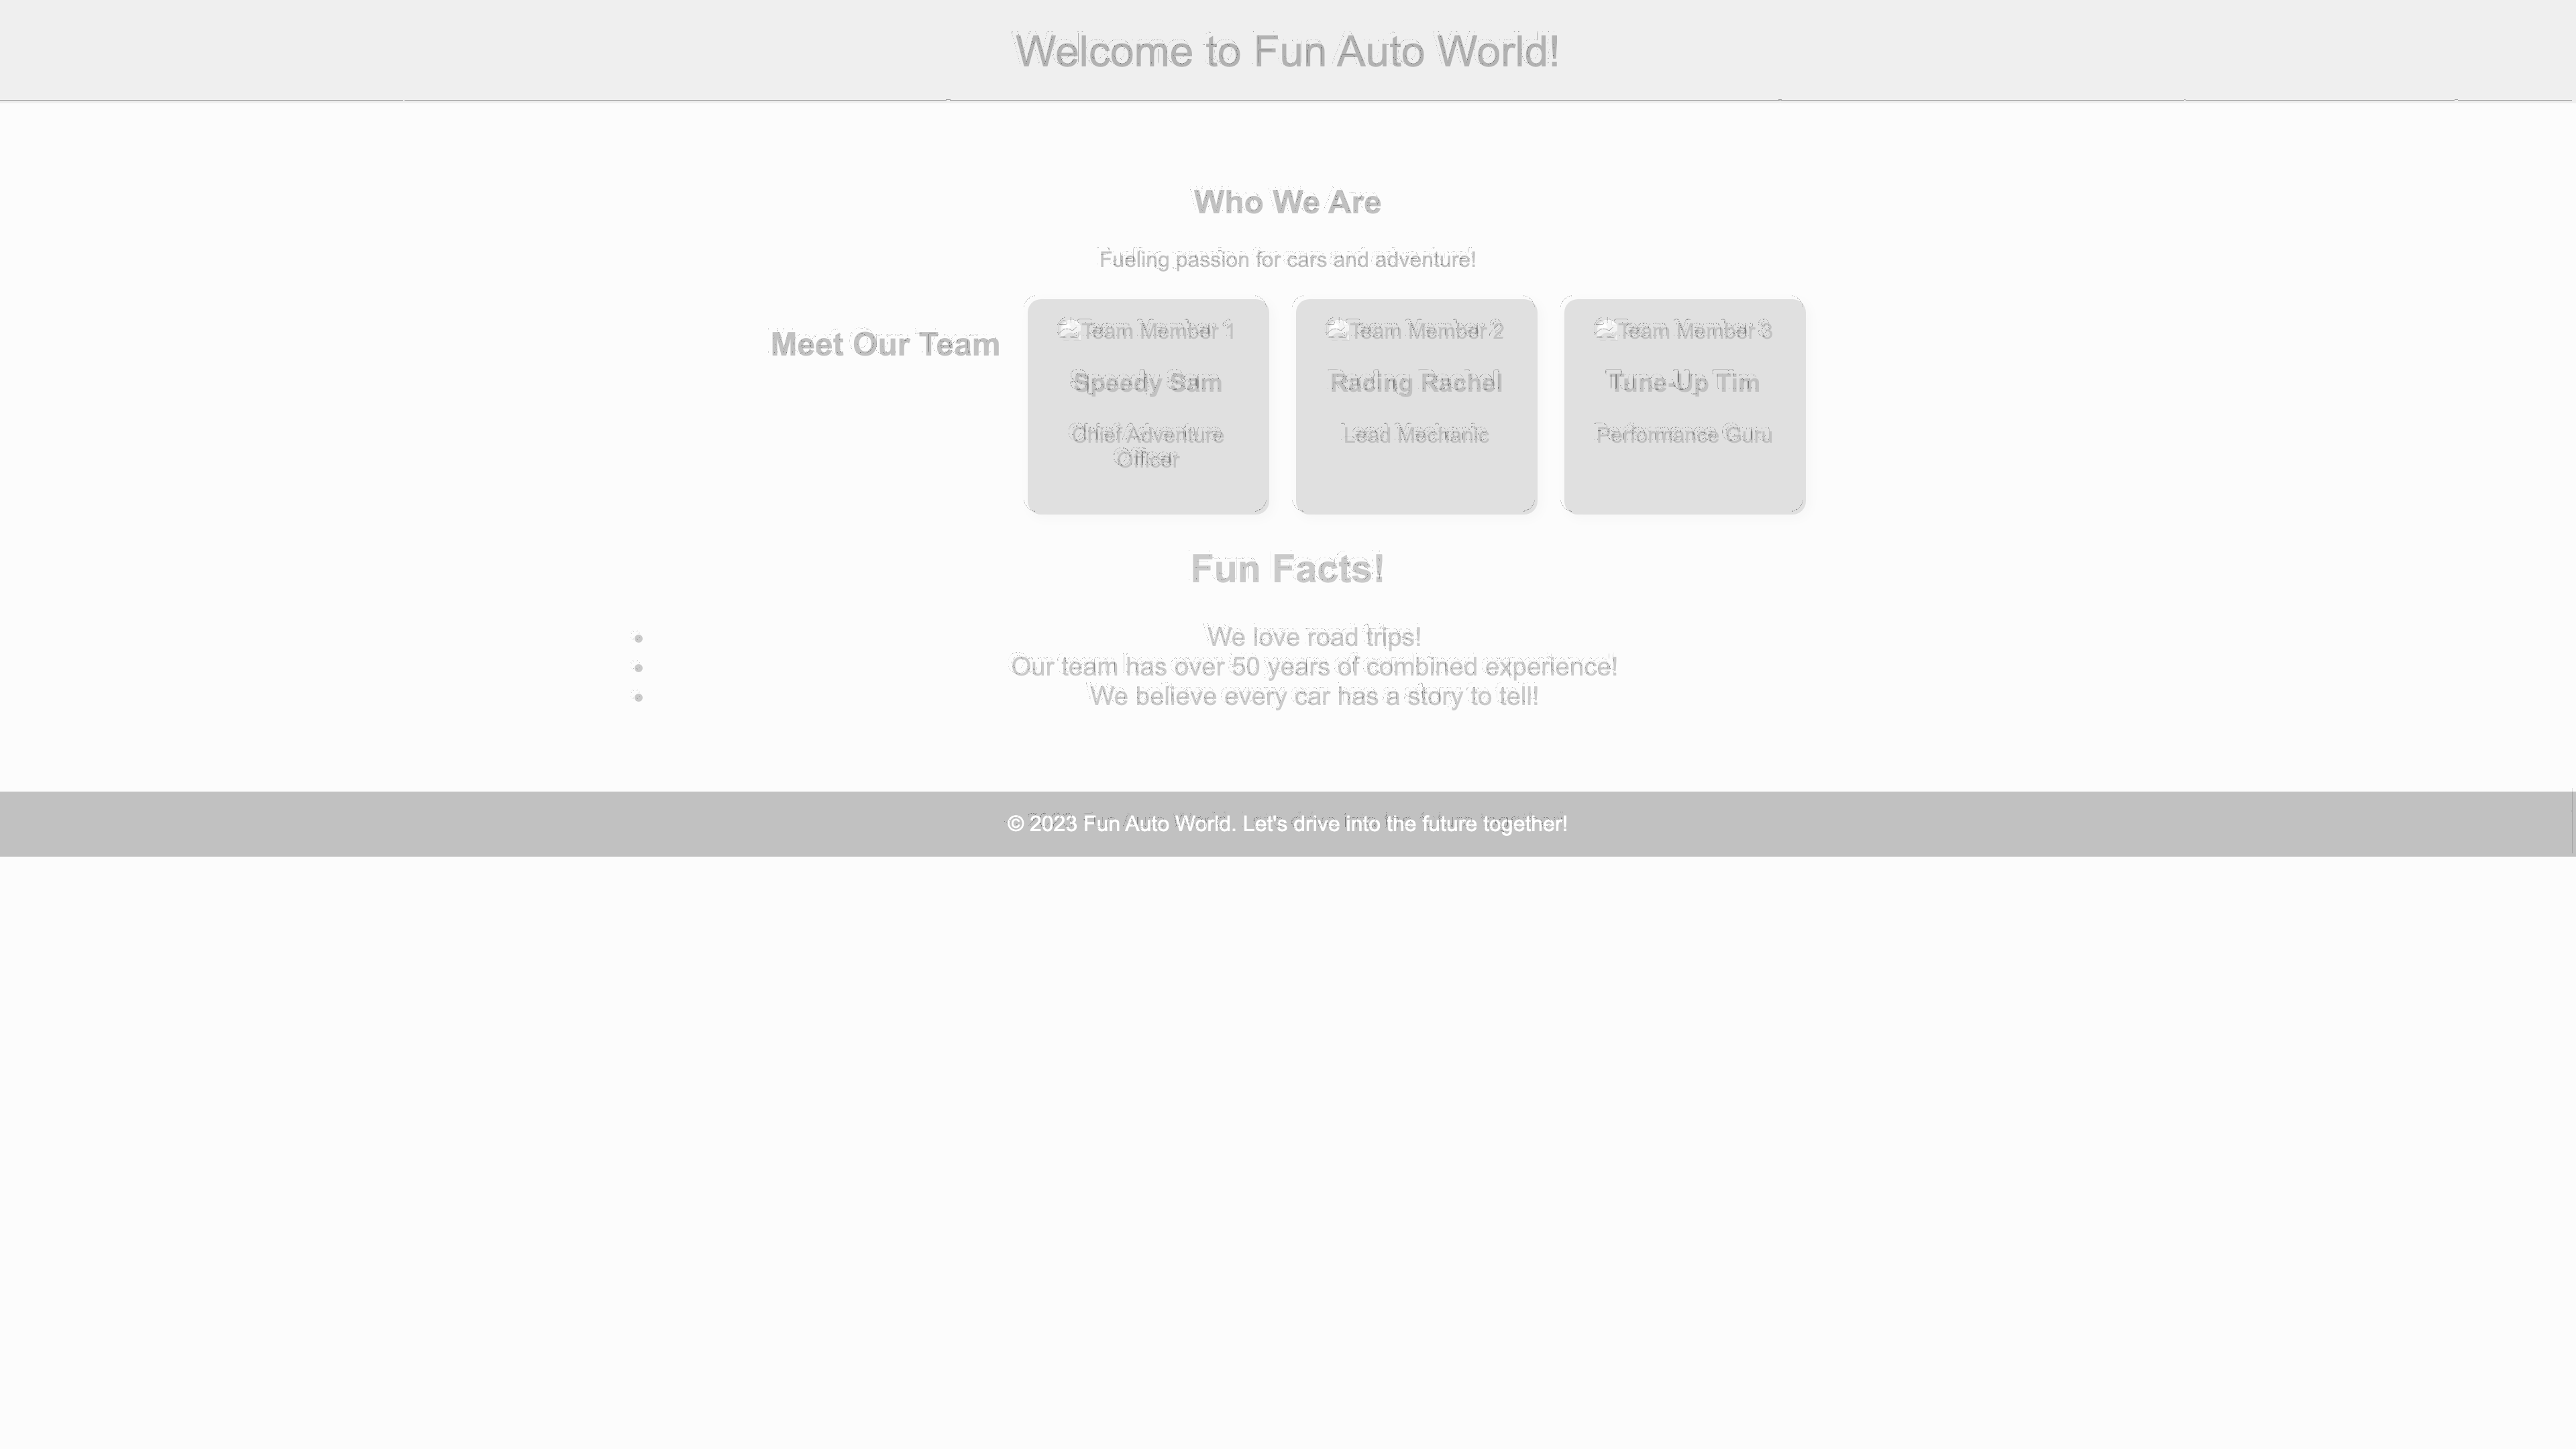 Welcome to Fun Auto World!
Who We Are
Fueling passion for cars and adventure!
Meet Our Team
Team Member 1
Speedy Sam
Chief Adventure
Officer
Team Member 2
Racing Rachel
Lead Mechanic
Team Member 3
Tune-Up Tim
Performance Guru
Fun Facts!
We love road trips!
Our team has over 50 years of combined experience!
We believe every car has a story to tell!
© 2023 Fun Auto World. Let's drive into the future together!